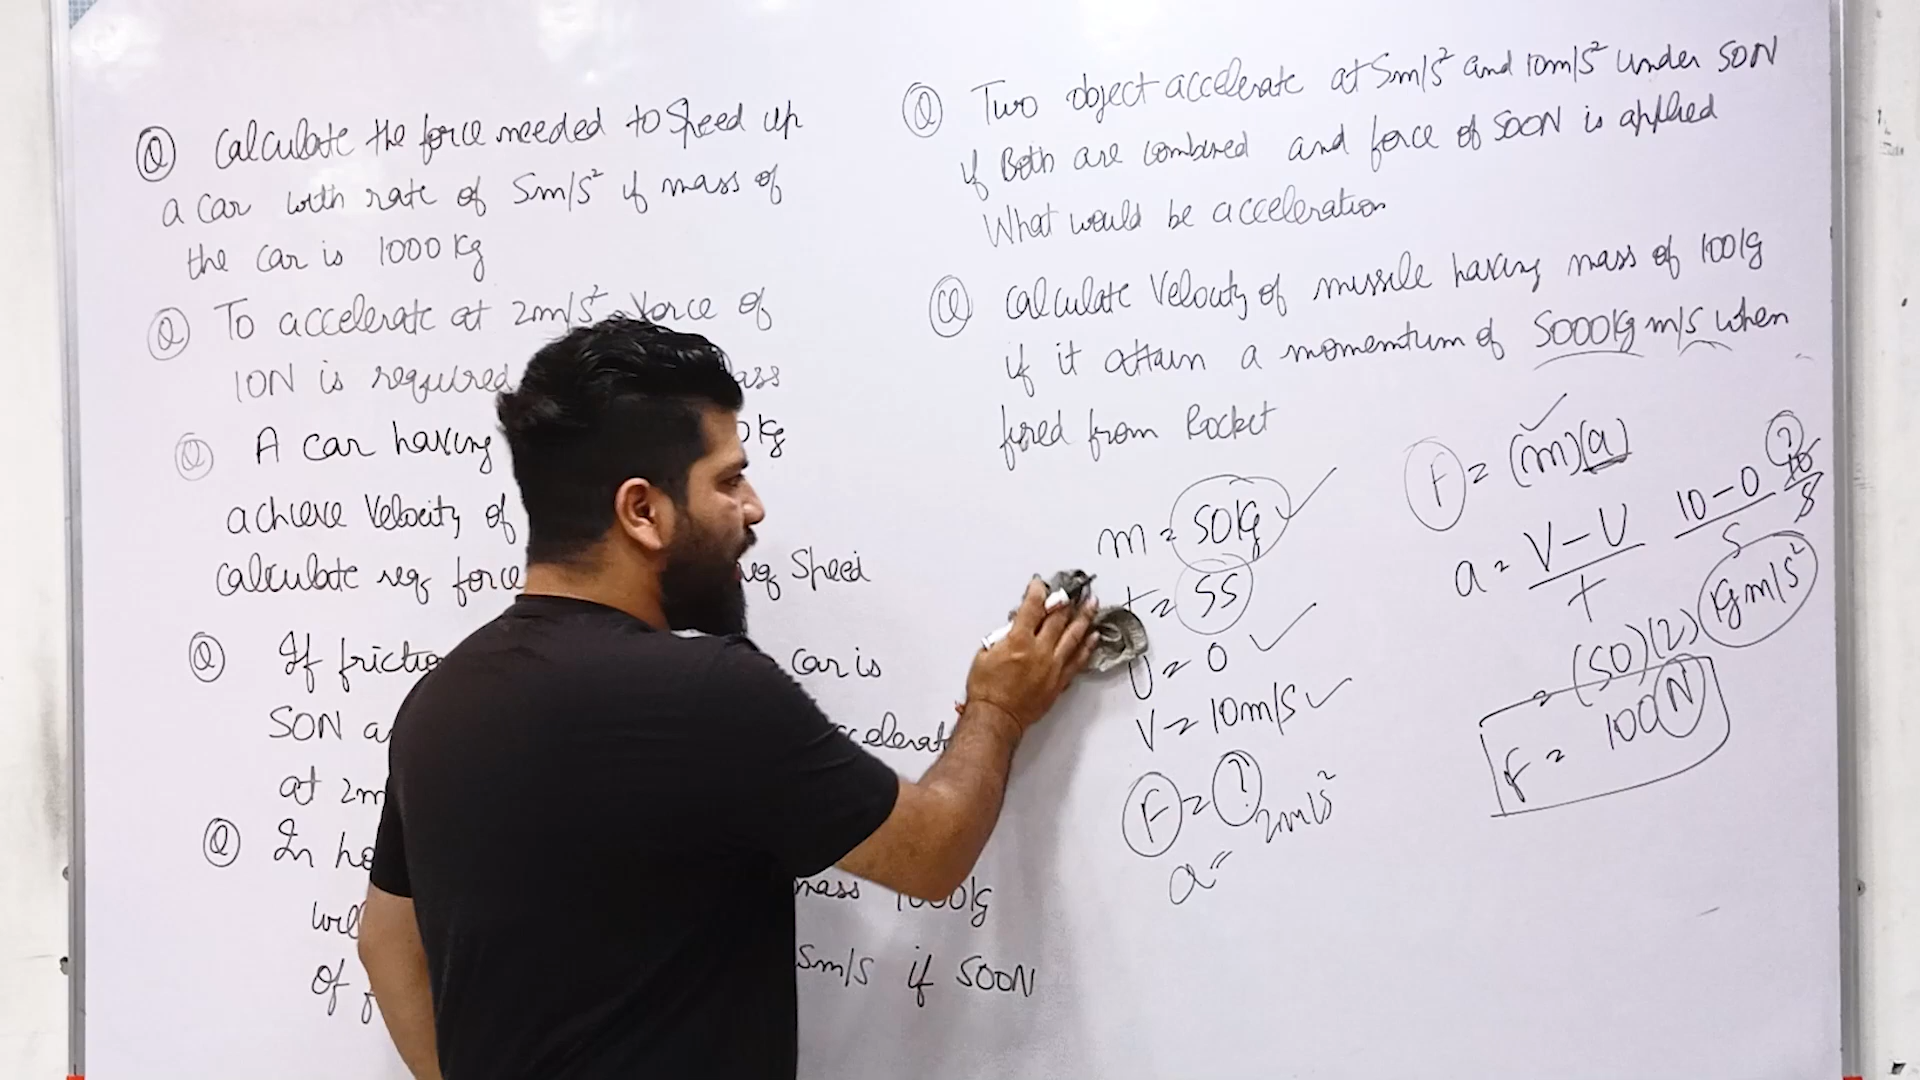 Q Calculate the force needed to Speed up
a car with rate of 5m/s² if mass of
the car is 1000 Kg
Q To accelerate at 2m/s² force of
10N is required
Q A car having
achieve Velocity of
calculate req force req Speed
Q If car is
50N
at 2m
Q In
mass 1000kg
of 5m/s if 500N
Q Two object accelerate at 5m/s² and 10m/s² under 50N
if Both are combined and force of 500N is applied
What would be acceleration
Q Calculate Velocity of missile having mass of 100kg
if it attain a momemtum of 5000kg m/s when
fired from Rocket
m = 50kg
t = 5s
U = 0
V = 10m/s
F = ?
a = 2m/s²
F = (m)(a)
a = V-U/t 10-0/5
= (50)(2) Kgm/s²
F = 100N